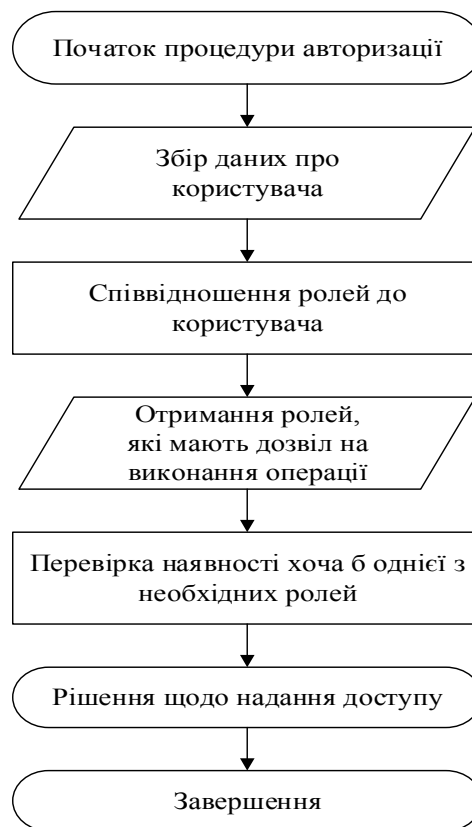 Початок процедури авторизації
Збір даних про
користувача
Співвідношення ролей до
користувача
Отримання ролей,
які мають дозвіл на
виконання операції
Перевірка наявності хоча б однієї з
необхідних ролей
Рішення щодо надання доступу
Завершення